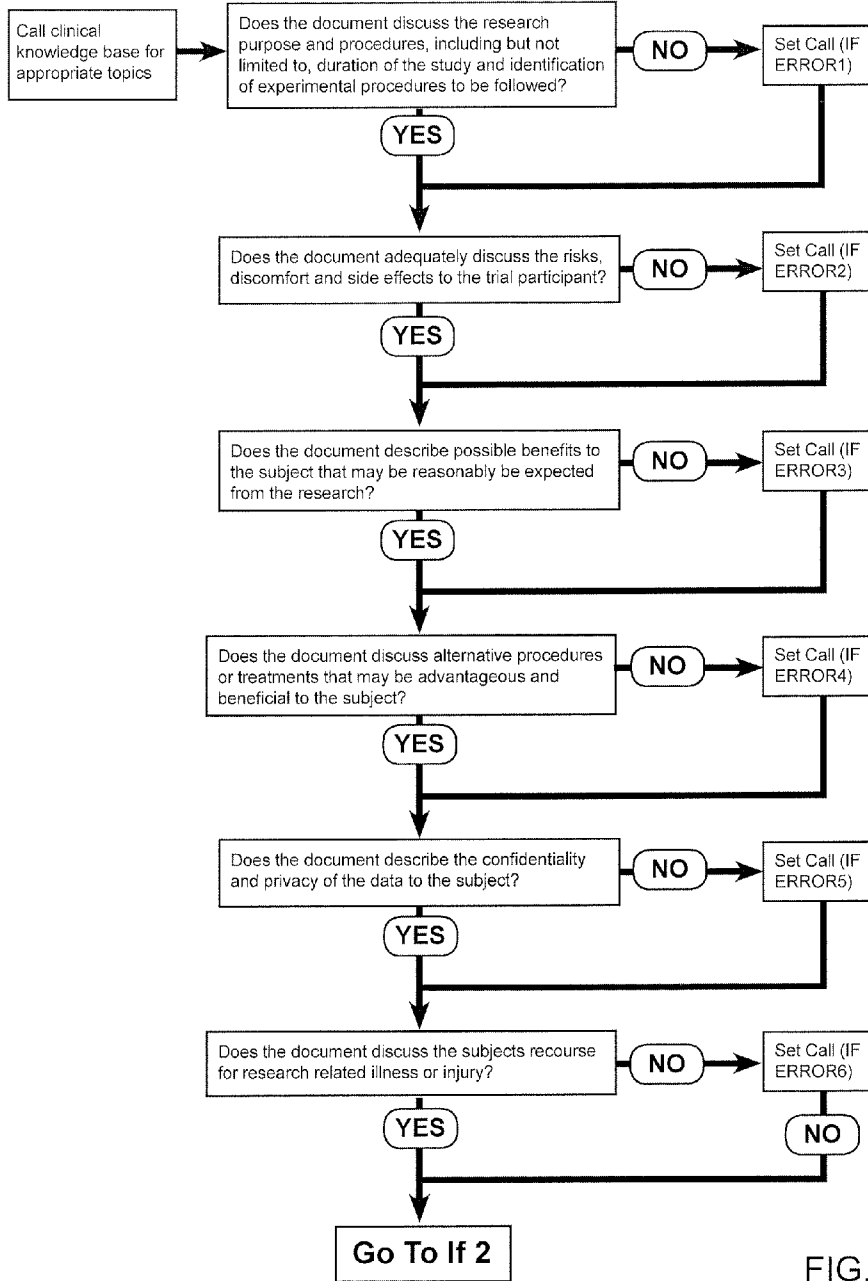 Call clinical
knowledge base for
appropriate topics
Does the document discuss the research
purpose and procedures, including but not
limited to, duration of the study and identification
of experimental procedures to be followed?
NO
Set Call (IF
ERROR1)
YES
Does the document adequately discuss the risks,
discomfort and side effects to the trial participant?
NO
Set Call (IF
ERROR2)
YES
Does the document describe possible benefits to
the subject that may be reasonably be expected
from the research?
NO
Set Call (IF
ERROR3)
YES
Does the document discuss alternative procedures
or treatments that may be advantageous and
beneficial to the subject?
NO
Set Call (IF
ERROR4)
YES
Does the document describe the confidentiality
and privacy of the data to the subject?
NO
Set Call (IF
ERROR5)
YES
Does the document discuss the subjects recourse
for research related illness or injury?
NO
Set Call (IF
ERROR6)
YES
NO
Go To If 2
FIG.